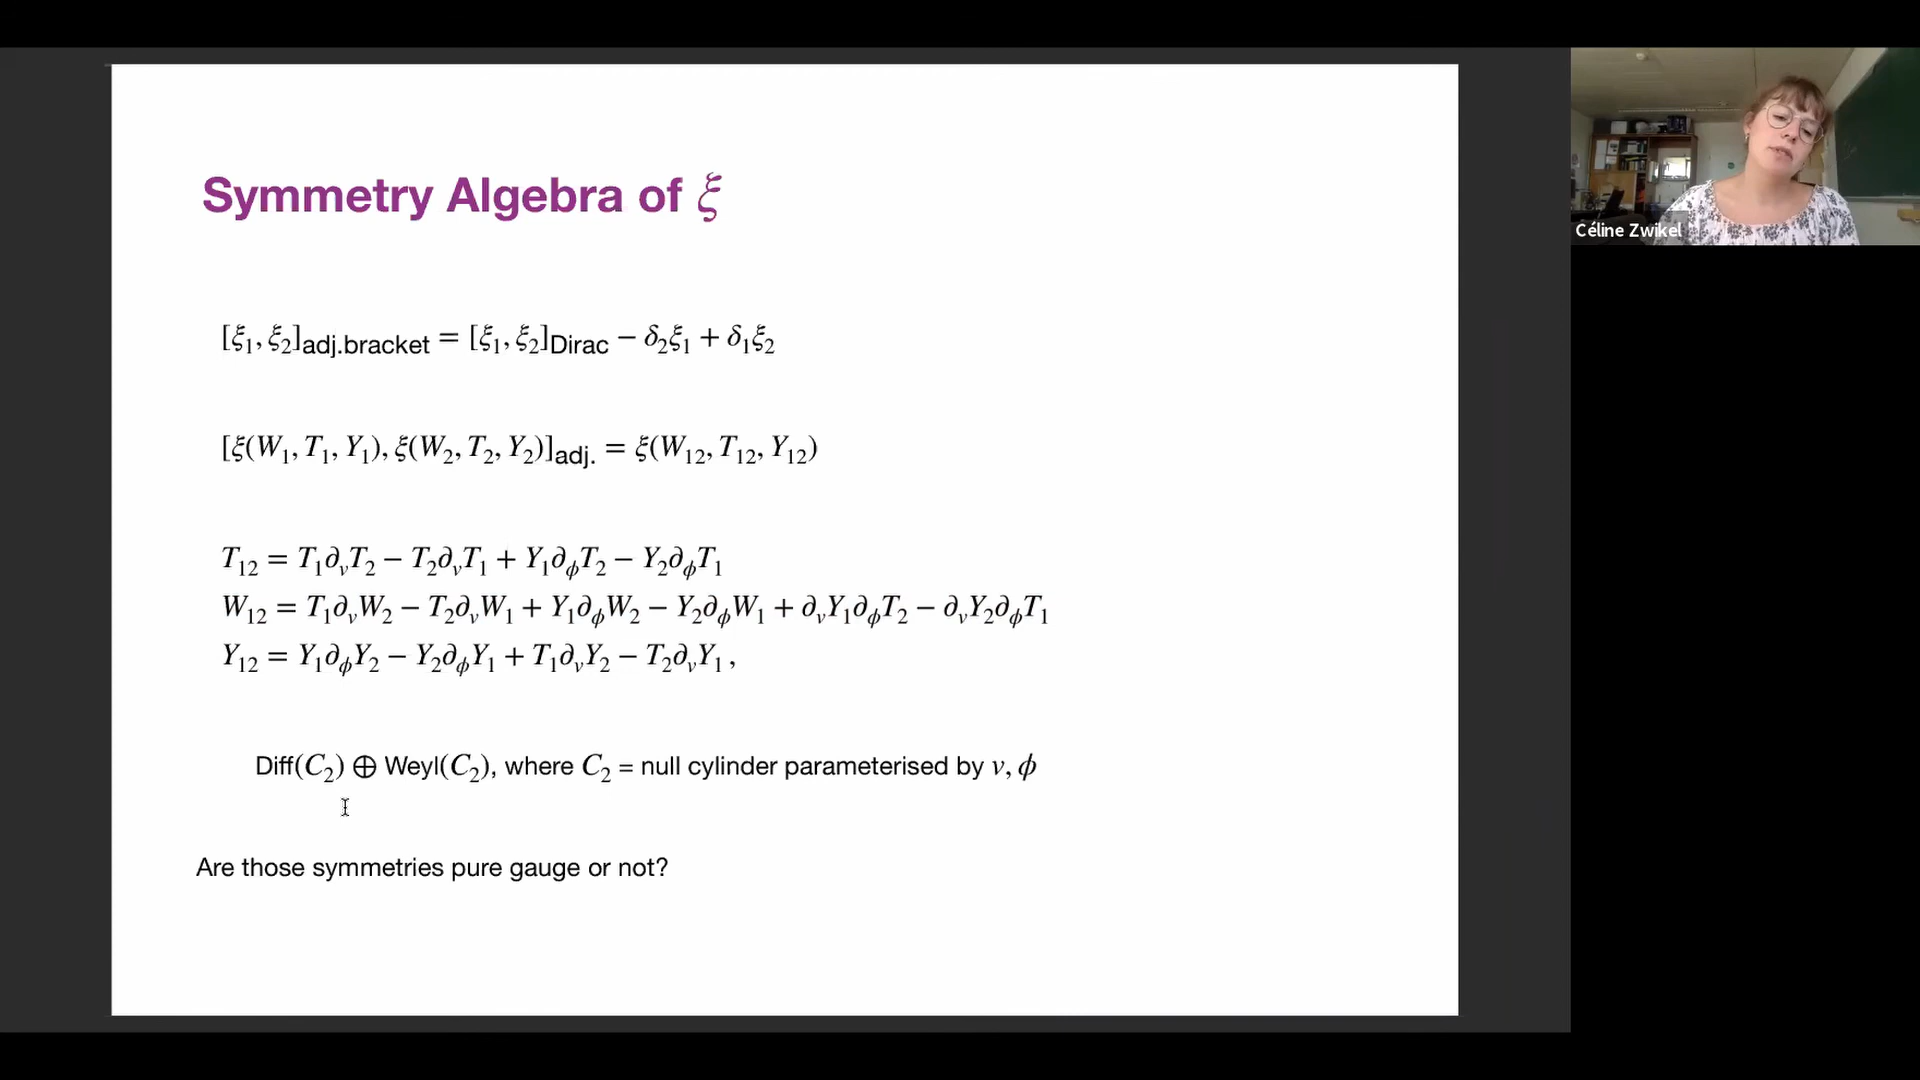 Symmetry Algebra of ξ
[ξ₁, ξ₂]adj.bracket = [ξ₁, ξ₂]Dirac − δ₂ξ₁ + δ₁ξ₂
[ξ(W₁, T₁, Y₁), ξ(W₂, T₂, Y₂)]adj. = ξ(W₁₂, T₁₂, Y₁₂)
T₁₂ = T₁∂ᵥT₂ − T₂∂ᵥT₁ + Y₁∂ᵩT₂ − Y₂∂ᵩT₁
W₁₂ = T₁∂ᵥW₂ − T₂∂ᵥW₁ + Y₁∂ᵩW₂ − Y₂∂ᵩW₁ + ∂ᵥY₁∂ᵩT₂ − ∂ᵥY₂∂ᵩT₁
Y₁₂ = Y₁∂ᵩY₂ − Y₂∂ᵩY₁ + T₁∂ᵥY₂ − T₂∂ᵥY₁ ,
Diff(C₂) ⊕ Weyl(C₂), where C₂ = null cylinder parameterised by v, ϕ
Are those symmetries pure gauge or not?
Céline Zwikel